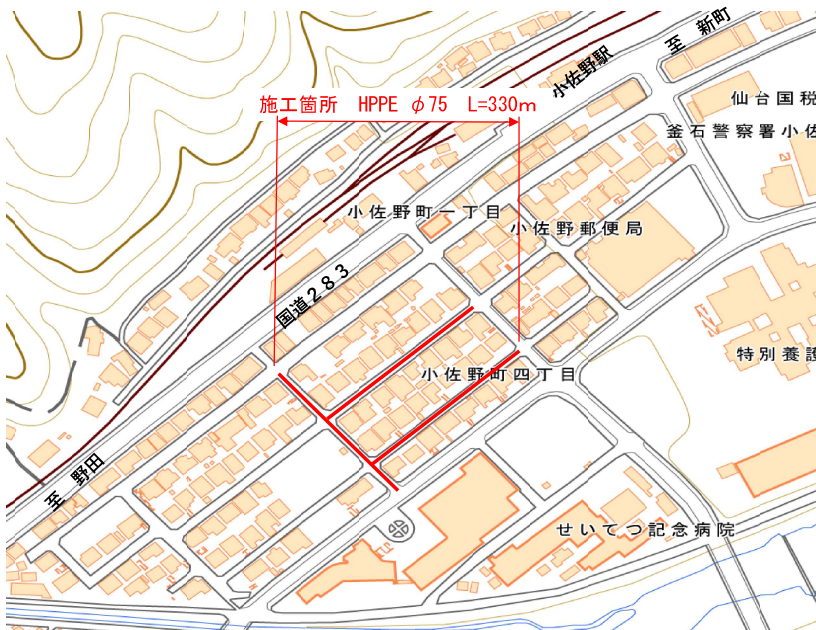 至 新町
小佐野駅
仙台国税
施工箇所 HPPE φ75 L=330m
釜石警察署小佐
小佐野町一丁目
小佐野郵便局
国道283
特別養護
小佐野町四丁目
至 野田
せいてつ記念病院